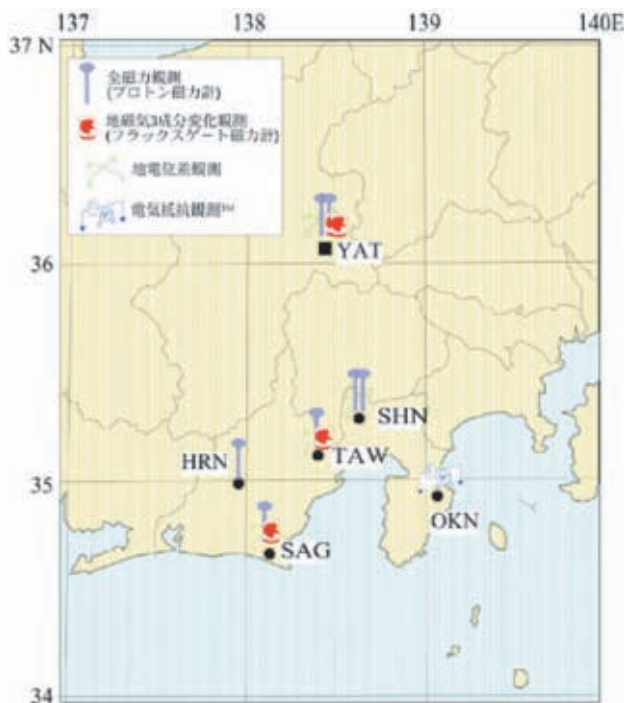 137 138 139 140E
37 N
全磁力観測
(プロトン磁力計)
地磁気3成分変化観測
(フラックスゲート磁力計)
地電位差観測
電気抵抗観測
YAT
36
SHN
TAW
HRN
35
OKN
SAG
34